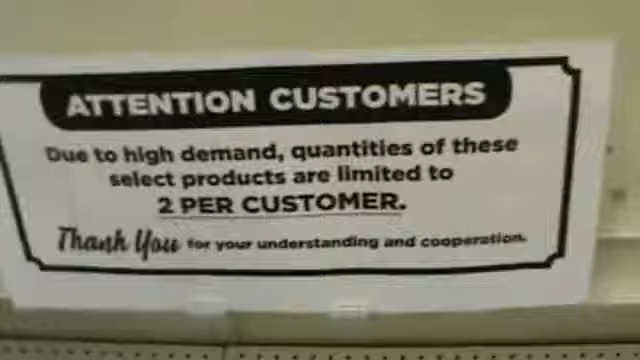 ATTENTION CUSTOMERS
Due to high demand, quantities of these
select products are limited to
2 PER CUSTOMER.
Thank You for your understanding and cooperation.